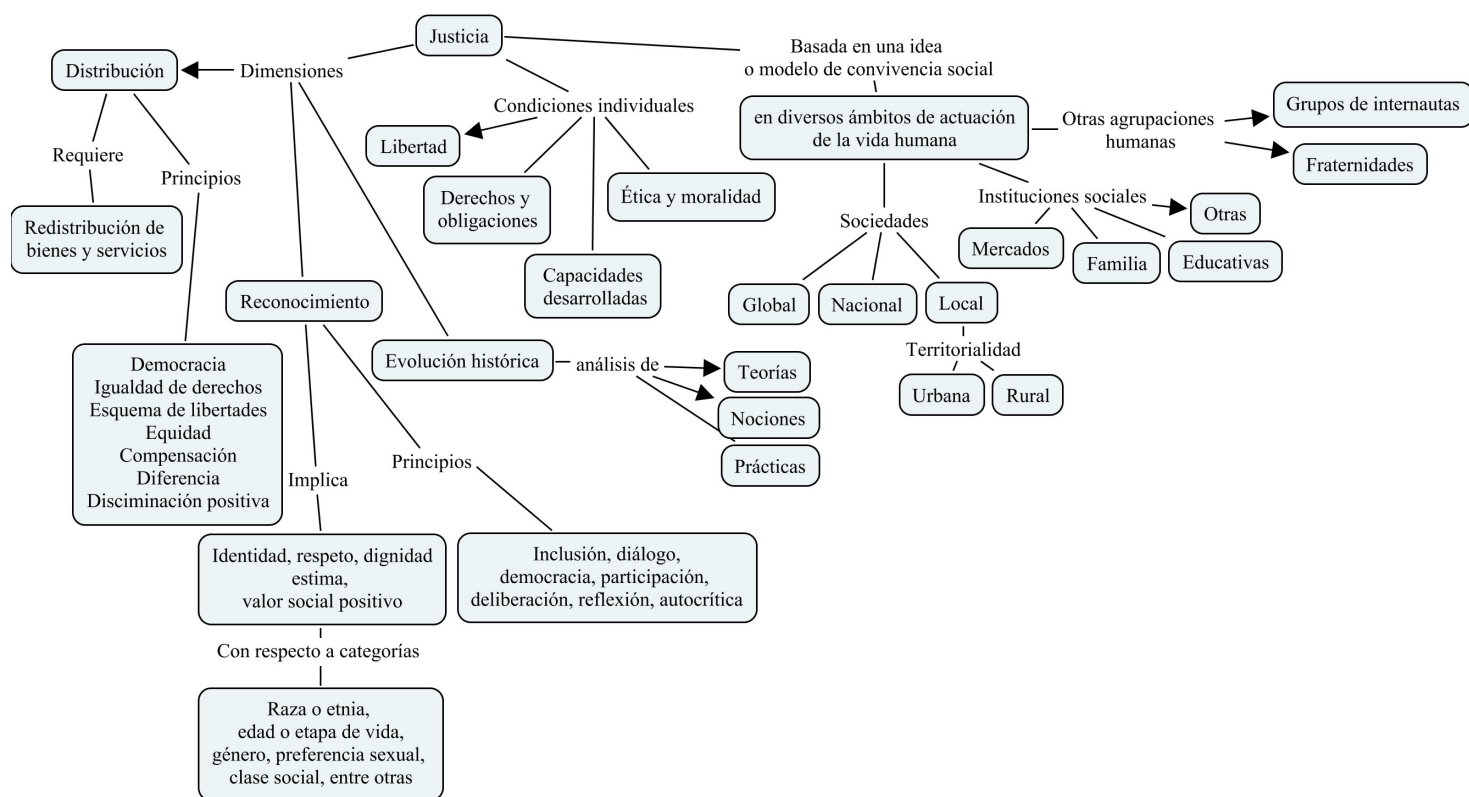 Justicia
Basada en una idea
o modelo de convivencia social
Distribución
Dimensiones
Condiciones individuales
Libertad
Derechos y
obligaciones
Ética y moralidad
Capacidades
desarrolladas
en diversos ámbitos de actuación
de la vida humana
Otras agrupaciones
humanas
Grupos de internautas
Fraternidades
Instituciones sociales
Otras
Mercados
Familia
Educativas
Sociedades
Global
Nacional
Local
Territorialidad
Urbana
Rural
Requiere
Redistribución de
bienes y servicios
Principios
Democracia
Igualdad de derechos
Esquema de libertades
Equidad
Compensación
Diferencia
Disciminación positiva
Reconocimiento
Evolución histórica
análisis de
Teorías
Nociones
Prácticas
Implica
Principios
Identidad, respeto, dignidad
estima,
valor social positivo
Inclusión, diálogo,
democracia, participación,
deliberación, reflexión, autocrítica
Con respecto a categorías
Raza o etnia,
edad o etapa de vida,
género, preferencia sexual,
clase social, entre otras